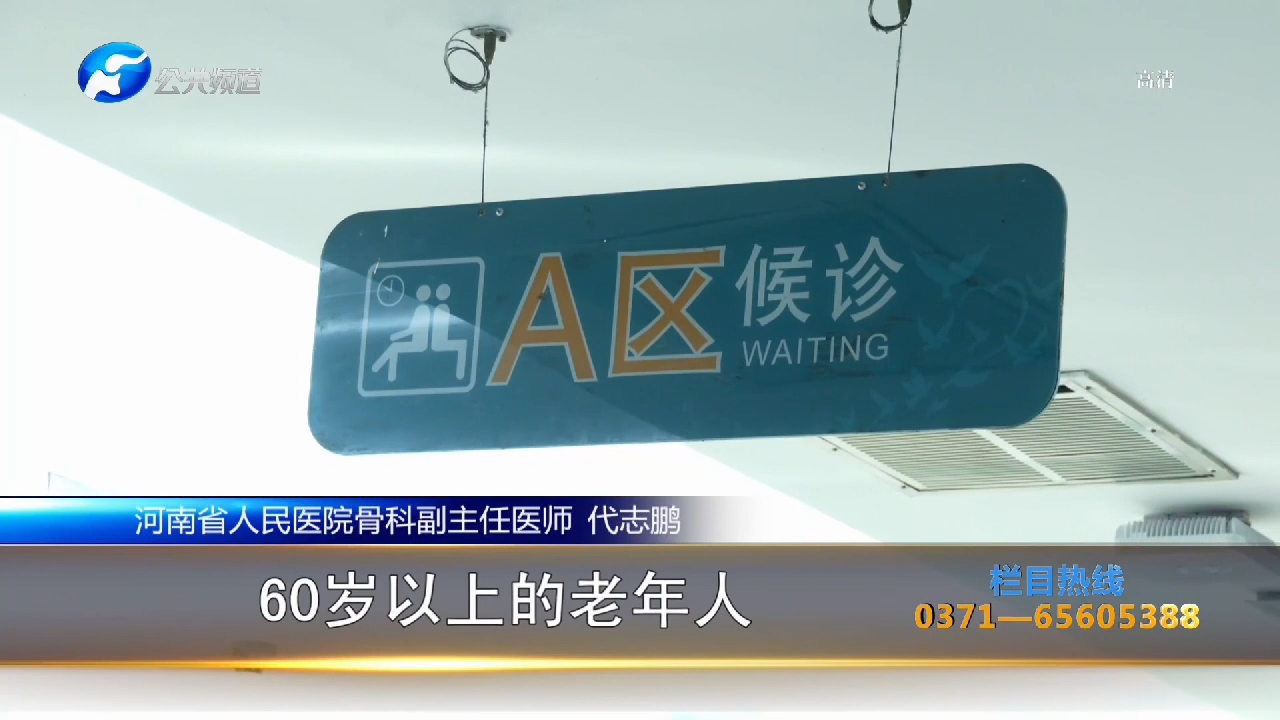 公共频道
高清
A区 候诊
WAITING
河南省人民医院骨科副主任医师 代志鹏
60岁以上的老年人
栏目热线
0371—65605388